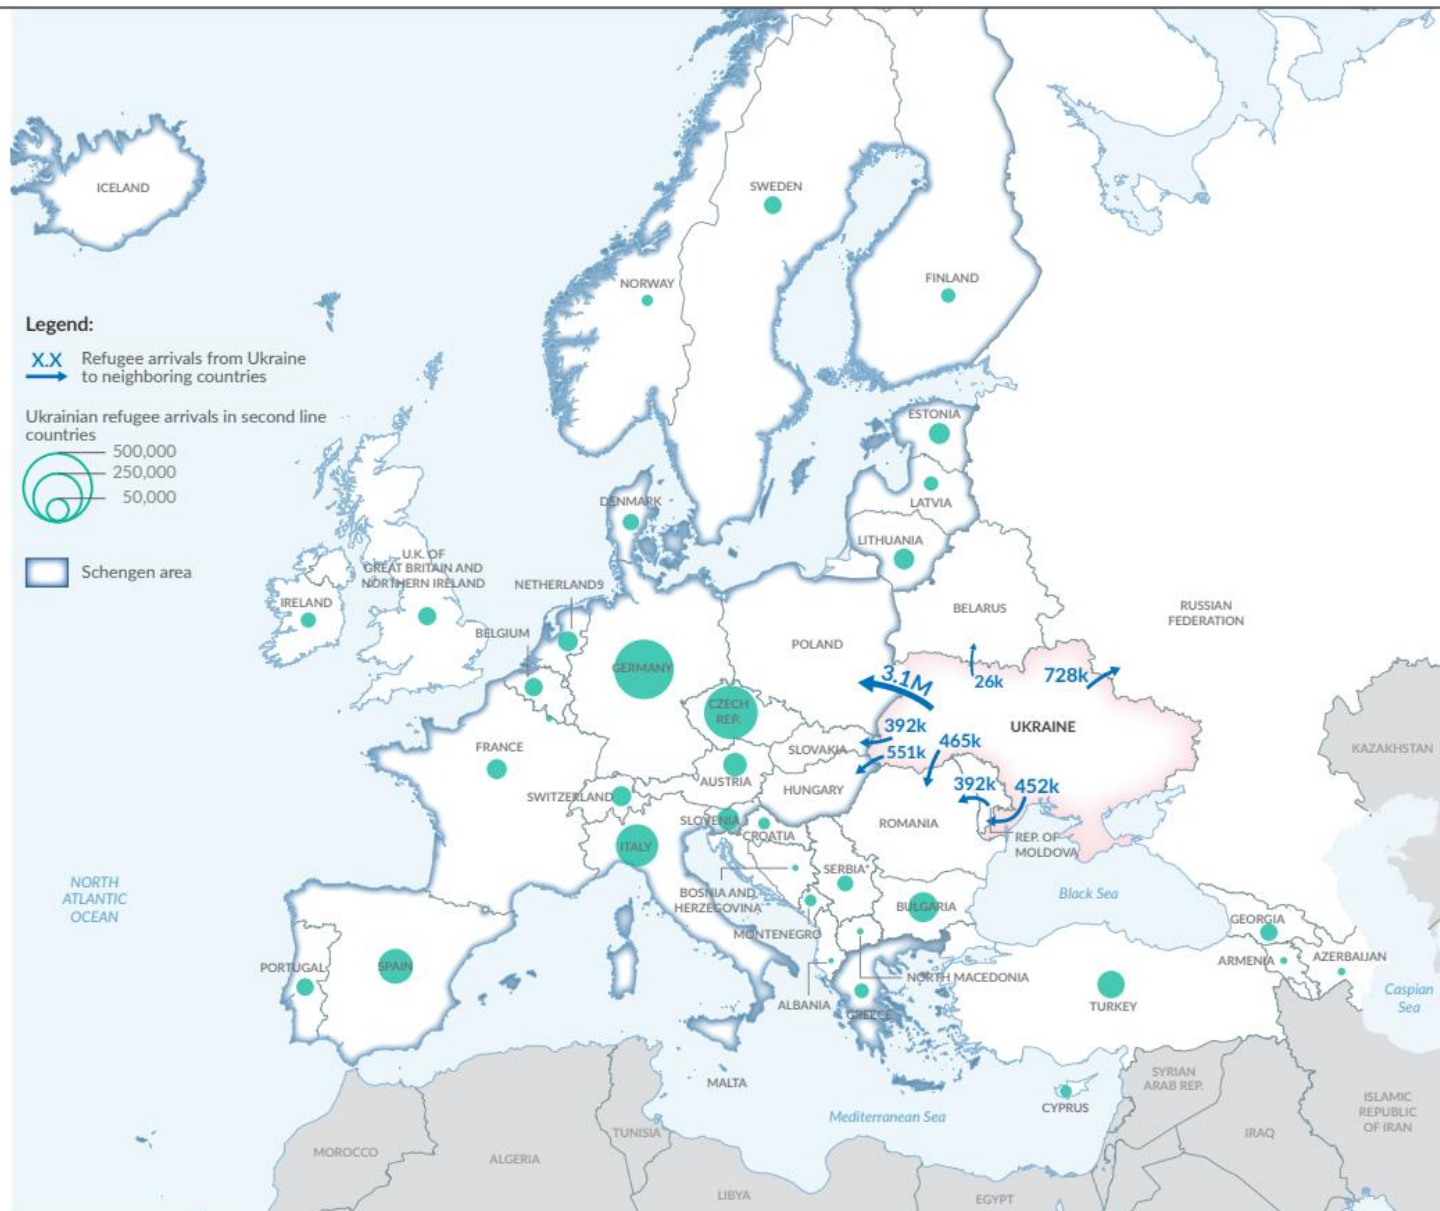 ICELAND
SWEDEN
NORWAY
FINLAND
Legend:
X.X
Refugee arrivals from Ukraine
to neighboring countries
Ukrainian refugee arrivals in second line
countries
500,000
250,000
50,000
Schengen area
ESTONIA
LATVIA
LITHUANIA
DENMARK
U.K. OF
GREAT BRITAIN AND
NORTHERN IRELAND
IRELAND
NETHERLANDS
BELGIUM
BELARUS
RUSSIAN
FEDERATION
POLAND
GERMANY
CZECH
REP.
3.1M
26k
728k
UKRAINE
392k
551k
465k
392k
452k
FRANCE
SLOVAKIA
AUSTRIA
HUNGARY
SWITZERLAND
SLOVENIA
CROATIA
ITALY
ROMANIA
REP. OF
MOLDOVA
KAZAKHSTAN
NORTH
ATLANTIC
OCEAN
BOSNIA AND
HERZEGOVINA
SERBIA*
MONTENEGRO
BULGARIA
Black Sea
GEORGIA
ARMENIA
AZERBAIJAN
Caspian
Sea
PORTUGAL
SPAIN
ALBANIA
NORTH MACEDONIA
GREECE
TURKEY
MALTA
Mediterranean Sea
CYPRUS
SYRIAN
ARAB REP.
ISLAMIC
REPUBLIC
OF IRAN
IRAQ
MOROCCO
ALGERIA
TUNISIA
LIBYA
EGYPT